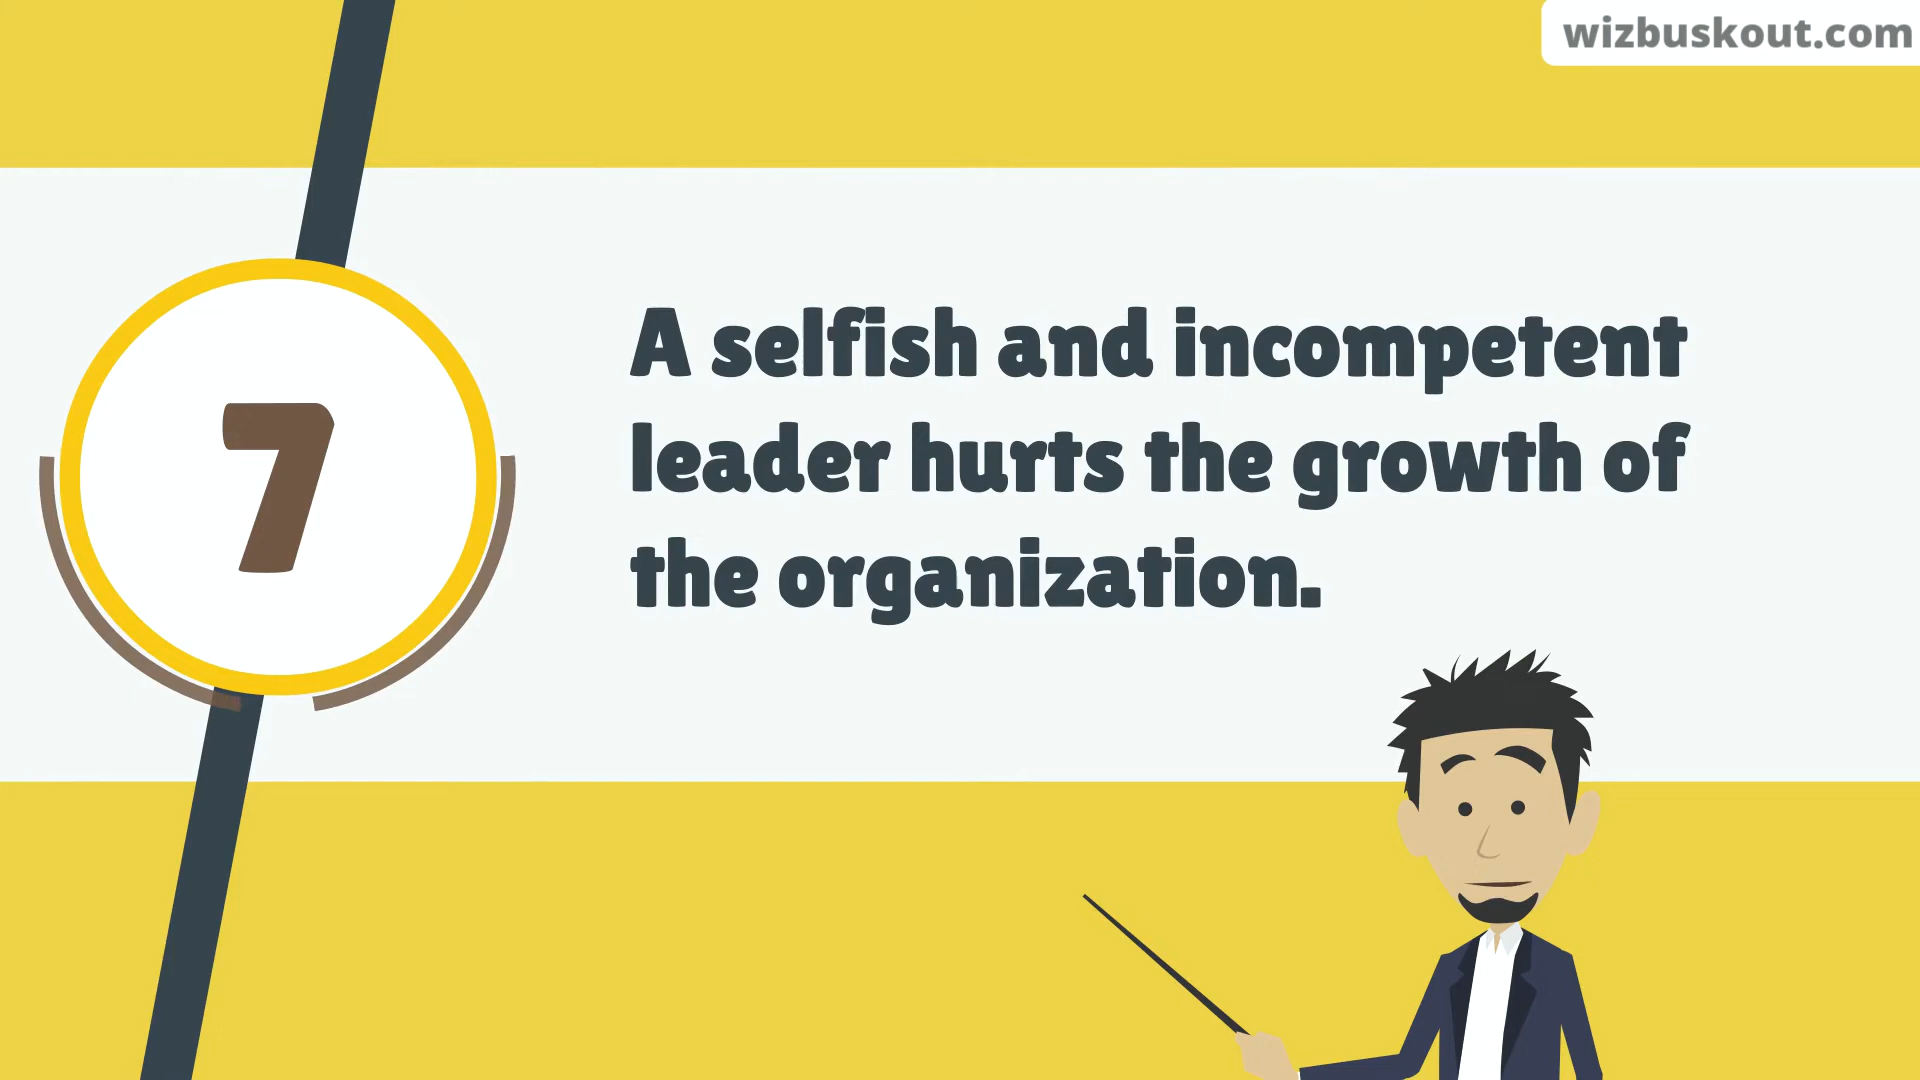 wizbuskout.com
7
A selfish and incompetent
leader hurts the growth of
the organization.